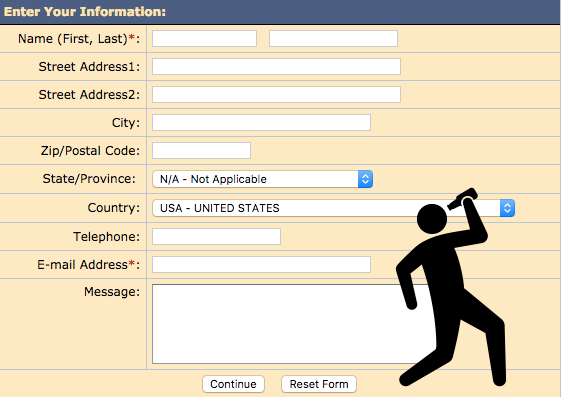 Enter Your Information:
Name (First, Last)*:
Street Address1:
Street Address2:
City:
Zip/Postal Code:
State/Province: N/A - Not Applicable
Country: USA - UNITED STATES
Telephone:
E-mail Address*:
Message:
Continue Reset Form